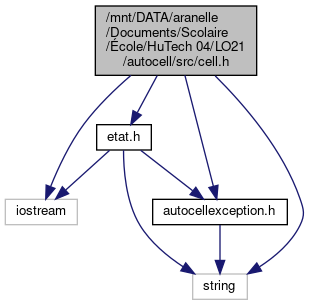 /mnt/DATA/aranelle
/Documents/Scolaire
/École/HuTech 04/LO21
/autocell/src/cell.h
etat.h
iostream
autocellexception.h
string